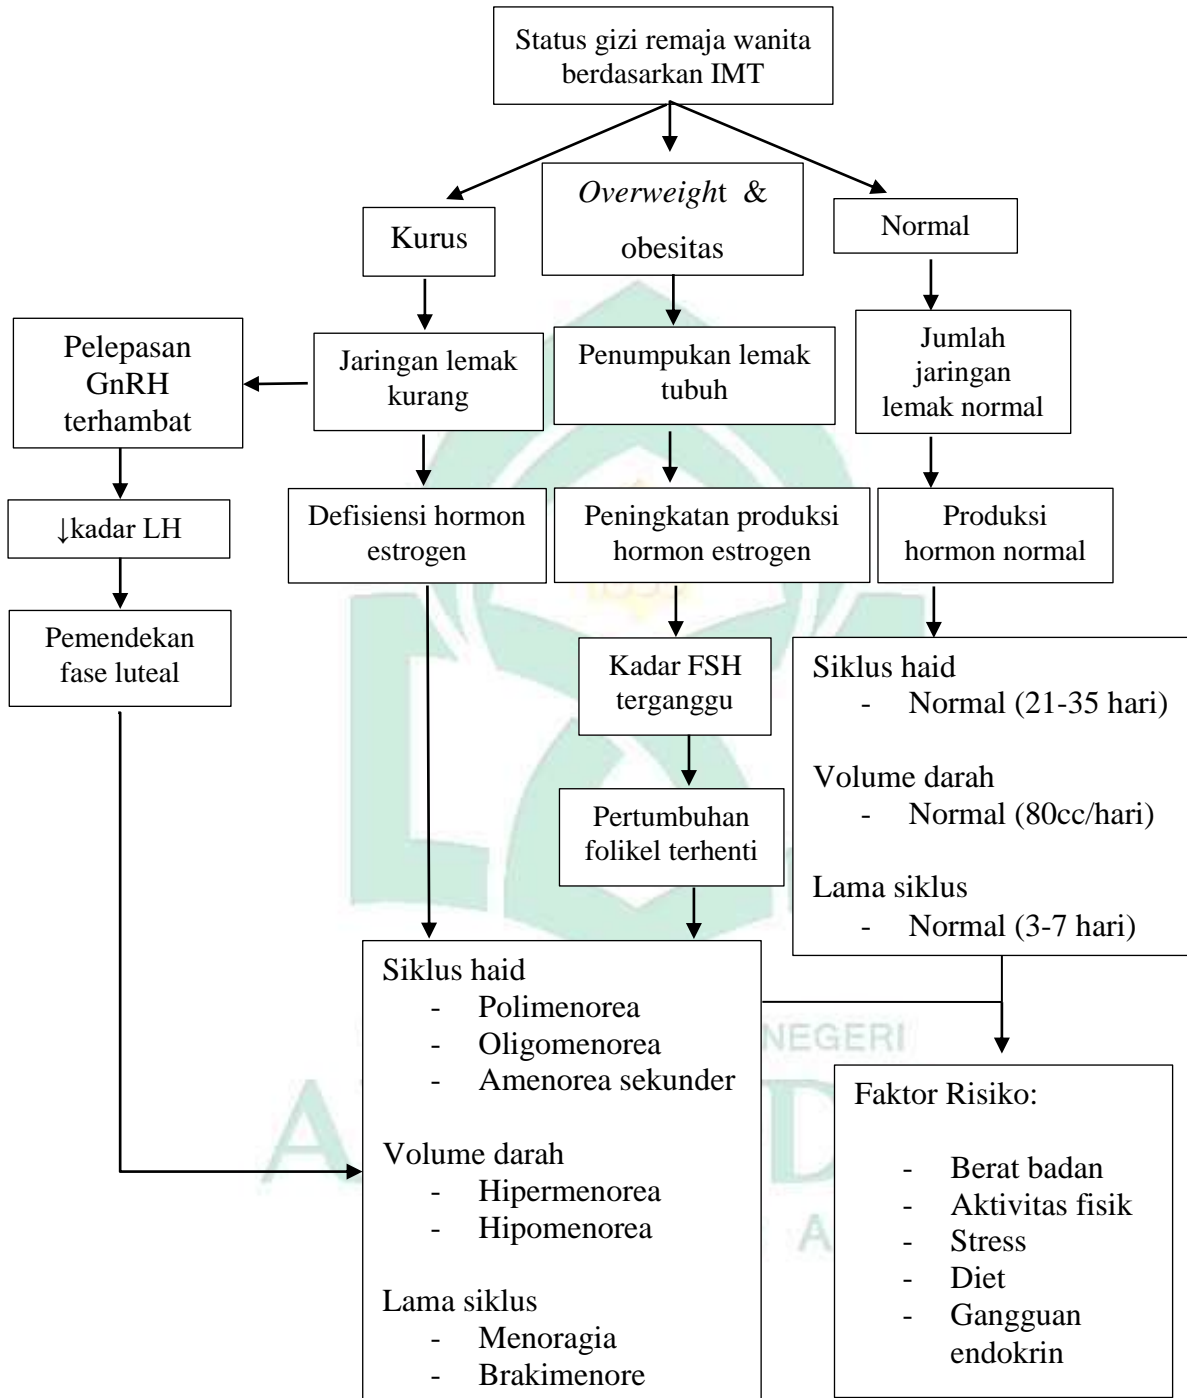 Status gizi remaja wanita
berdasarkan IMT
Kurus
Overweight &
obesitas
Normal
Pelepasan
GnRH
terhambat
Jaringan lemak
kurang
Penumpukan lemak
tubuh
Jumlah
jaringan
lemak normal
↓kadar LH
Defisiensi hormon
estrogen
Peningkatan produksi
hormon estrogen
Produksi
hormon normal
Pemendekan
fase luteal
Kadar FSH
terganggu
Siklus haid
- Normal (21-35 hari)
Volume darah
- Normal (80cc/hari)
Lama siklus
- Normal (3-7 hari)
Pertumbuhan
folikel terhenti
Siklus haid
- Polimenorea
- Oligomenorea
- Amenorea sekunder
Volume darah
- Hipermenorea
- Hipomenorea
Lama siklus
- Menoragia
- Brakimenore
Faktor Risiko:
- Berat badan
- Aktivitas fisik
- Stress
- Diet
- Gangguan
endokrin
NEGERI